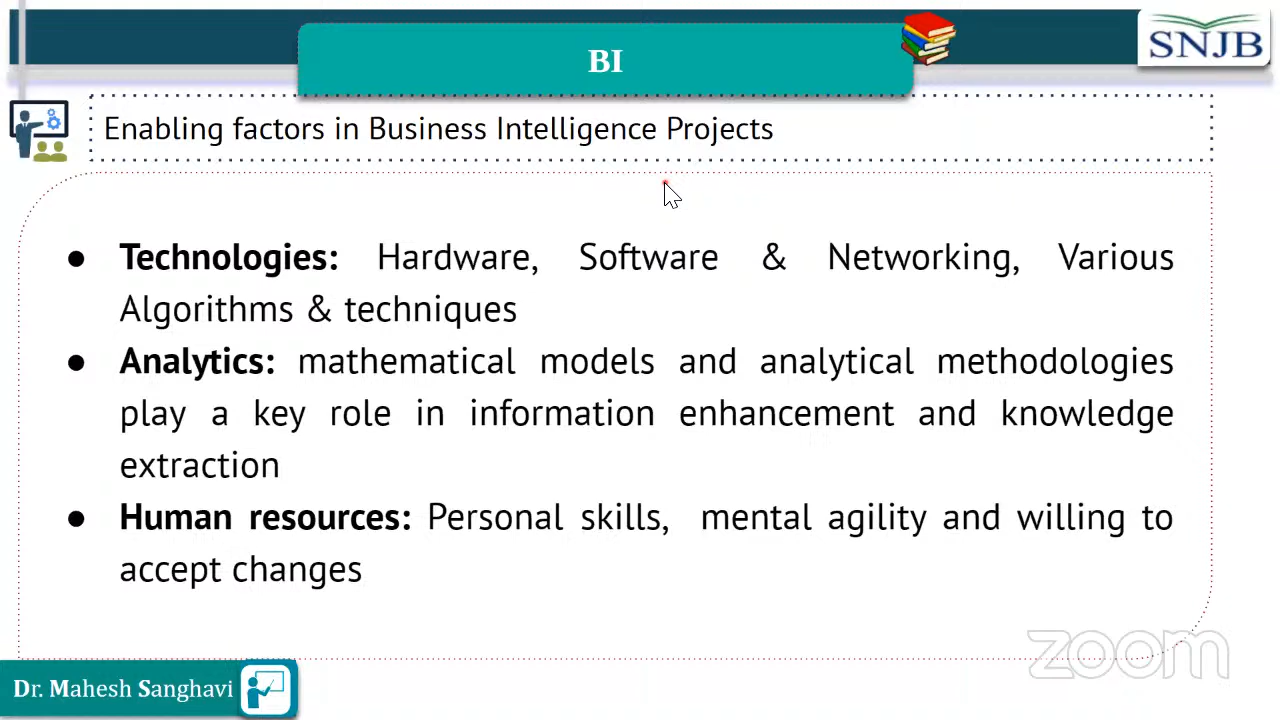 BI
SNJB
Enabling factors in Business Intelligence Projects
● Technologies: Hardware, Software & Networking, Various
Algorithms & techniques
● Analytics: mathematical models and analytical methodologies
play a key role in information enhancement and knowledge
extraction
● Human resources: Personal skills, mental agility and willing to
accept changes
zoom
Dr. Mahesh Sanghavi